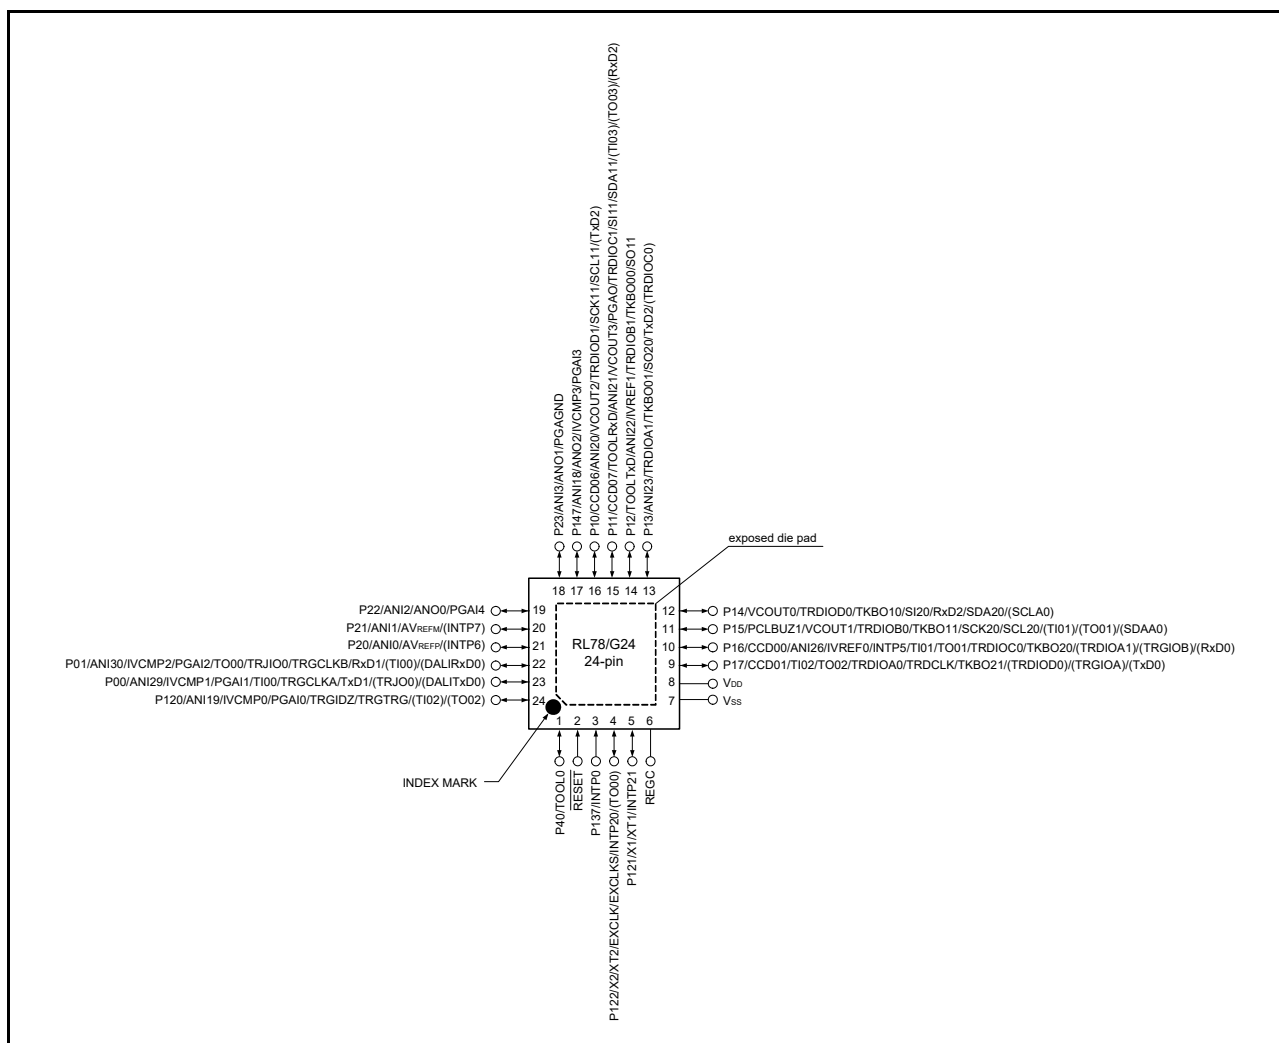 P23/ANI3/ANO1/PGAGND
P147/ANI18/ANO2/IVCMP3/PGAI3
P10/CCD06/ANI20/VCOUT2/TRDIOD1/SCK11/SCL11/(TxD2)
P11/CCD07/TOOLRxD/ANI21/VCOUT3/PGAO/TRDIOC1/SI11/SDA11/(TI03)/(TO03)/(RxD2)
P12/TOOLTxD/ANI22/IVREF1/TRDIOB1/TKBO00/SO11
P13/ANI23/TRDIOA1/TKBO01/SO20/TxD2/(TRDIOC0)
exposed die pad
18 17 16 15 14 13
P22/ANI2/ANO0/PGAI4 19
P21/ANI1/AVREFM/(INTP7) 20
P20/ANI0/AVREFP/(INTP6) 21
P01/ANI30/IVCMP2/PGAI2/TO00/TRJIO0/TRGCLKB/RxD1/(TI00)/(DALIRxD0) 22
P00/ANI29/IVCMP1/PGAI1/TI00/TRGCLKA/TxD1/(TRJO0)/(DALITxD0) 23
P120/ANI19/IVCMP0/PGAI0/TRGIDZ/TRGTRG/(TI02)/(TO02) 24
RL78/G24
24-pin
12 P14/VCOUT0/TRDIOD0/TKBO10/SI20/RxD2/SDA20/(SCLA0)
11 P15/PCLBUZ1/VCOUT1/TRDIOB0/TKBO11/SCK20/SCL20/(TI01)/(TO01)/(SDAA0)
10 P16/CCD00/ANI26/IVREF0/INTP5/TI01/TO01/TRDIOC0/TKBO20/(TRDIOA1)/(TRGIOB)/(RxD0)
9 P17/CCD01/TI02/TO02/TRDIOA0/TRDCLK/TKBO21/(TRDIOD0)/(TRGIOA)/(TxD0)
8 VDD
7 VSS
1 2 3 4 5 6
INDEX MARK
P40/TOOL0
RESET
P137/INTP0
P122/X2/XT2/EXCLK/EXCLKS/INTP20/(TO00)
P121/X1/XT1/INTP21
REGC